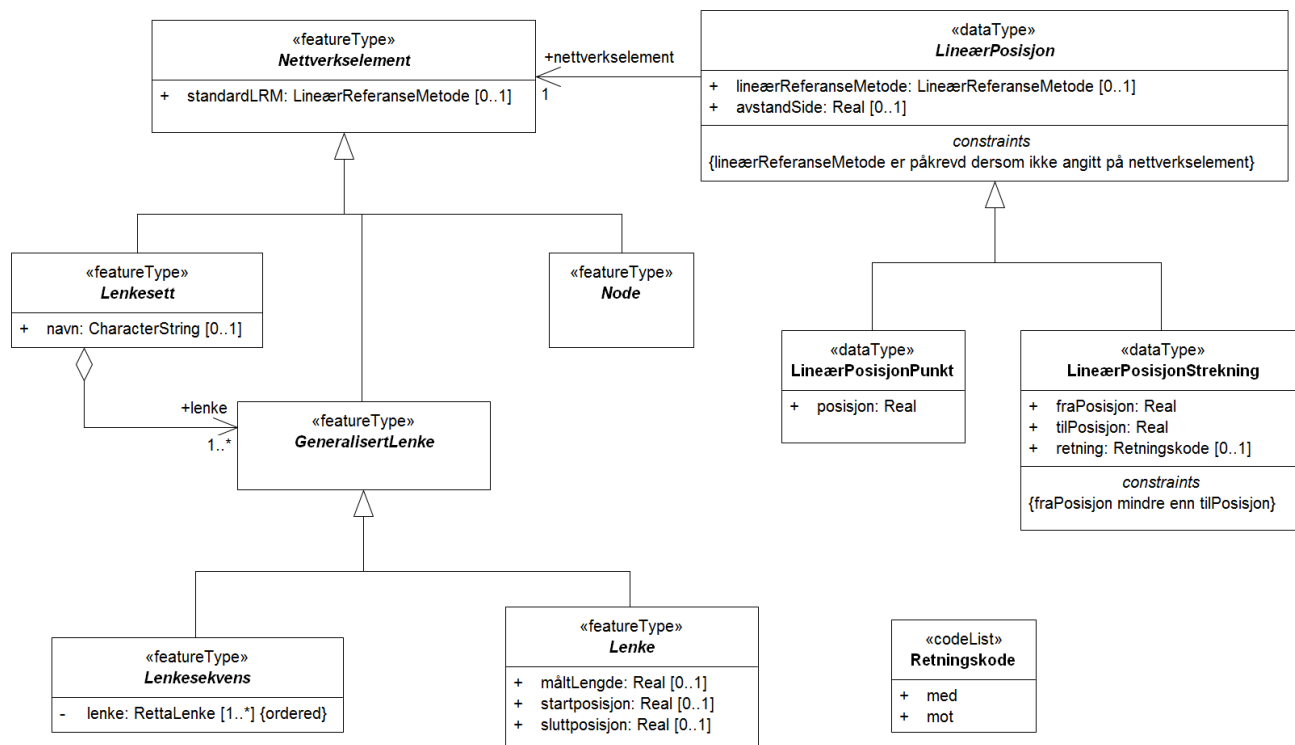 «featureType»
Nettverkselement
+ standardLRM: LineærReferanseMetode [0..1]
+nettverkselement
1
«dataType»
LineærPosisjon
+ lineærReferanseMetode: LineærReferanseMetode [0..1]
+ avstandSide: Real [0..1]
constraints
{lineærReferanseMetode er påkrevd dersom ikke angitt på nettverkselement}
«featureType»
Lenkesett
+ navn: CharacterString [0..1]
«featureType»
Node
+lenke
1..*
«featureType»
GeneralisertLenke
«dataType»
LineærPosisjonPunkt
+ posisjon: Real
«dataType»
LineærPosisjonStrekning
+ fraPosisjon: Real
+ tilPosisjon: Real
+ retning: Retningskode [0..1]
constraints
{fraPosisjon mindre enn tilPosisjon}
«featureType»
Lenkesekvens
- lenke: RettaLenke [1..*] {ordered}
«featureType»
Lenke
+ måltLengde: Real [0..1]
+ startposisjon: Real [0..1]
+ sluttposisjon: Real [0..1]
«codeList»
Retningskode
+ med
+ mot